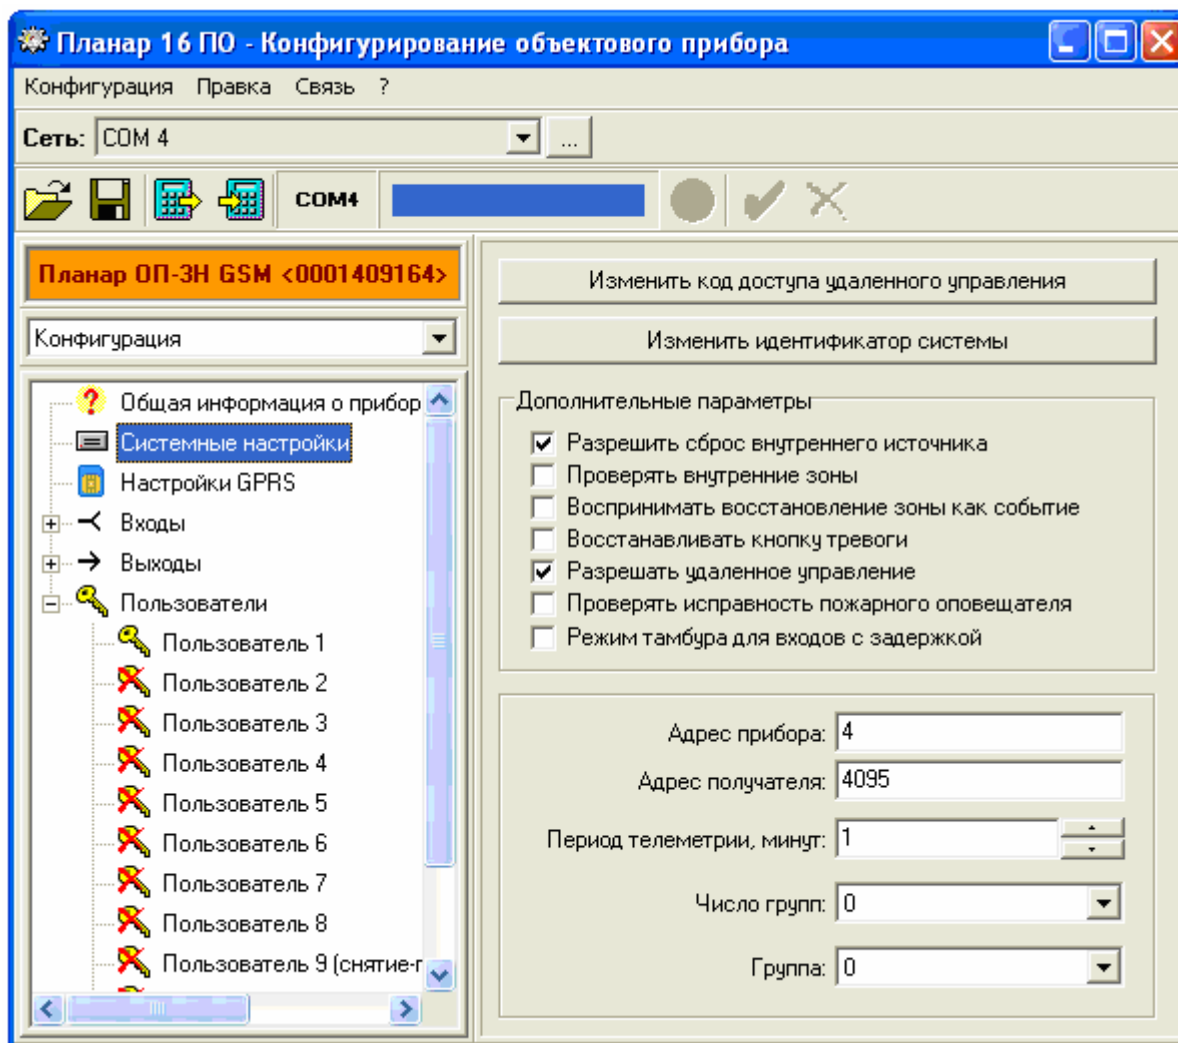 Планар 16 ПО - Конфигурирование объектового прибора
Конфигурация Правка Связь ?
Сеть: COM 4 ...
COM4
Планар ОП-3Н GSM <0001409164>
Конфигурация
Общая информация о прибор
Системные настройки
Настройки GPRS
Входы
Выходы
Пользователи
Пользователь 1
Пользователь 2
Пользователь 3
Пользователь 4
Пользователь 5
Пользователь 6
Пользователь 7
Пользователь 8
Пользователь 9 (снятие-г
Изменить код доступа удаленного управления
Изменить идентификатор системы
Дополнительные параметры
Разрешить сброс внутреннего источника
Проверять внутренние зоны
Воспринимать восстановление зоны как событие
Восстанавливать кнопку тревоги
Разрешать удаленное управление
Проверять исправность пожарного оповещателя
Режим тамбура для входов с задержкой
Адрес прибора: 4
Адрес получателя: 4095
Период телеметрии, минут: 1
Число групп: 0
Группа: 0